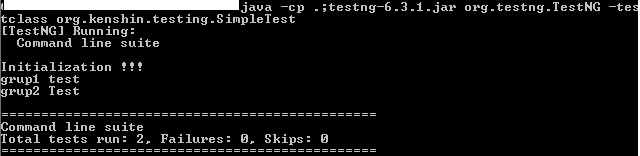 java -cp .;testng-6.3.1.jar org.testng.TestNG -tes
tclass org.kenshin.testing.SimpleTest
[TestNG] Running:
  Command line suite

Initialization !!!
grup1 test
grup2 Test

===============================================
Command line suite
Total tests run: 2, Failures: 0, Skips: 0
===============================================